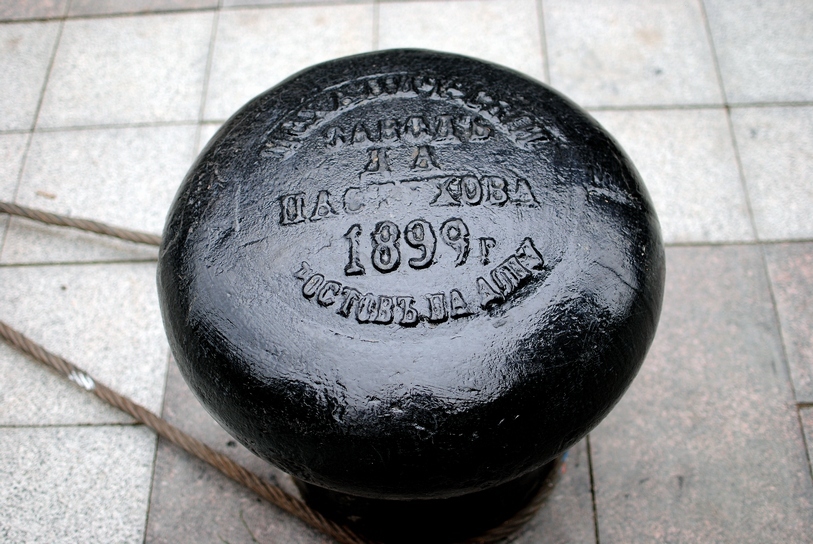 ЗАВОДЪ
Д А
ПАСТУХОВА
1899 г
РОСТОВЪ НА ДОНУ